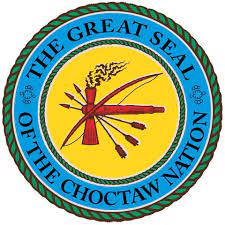 THE GREAT SEAL
OF THE CHOCTAW NATION